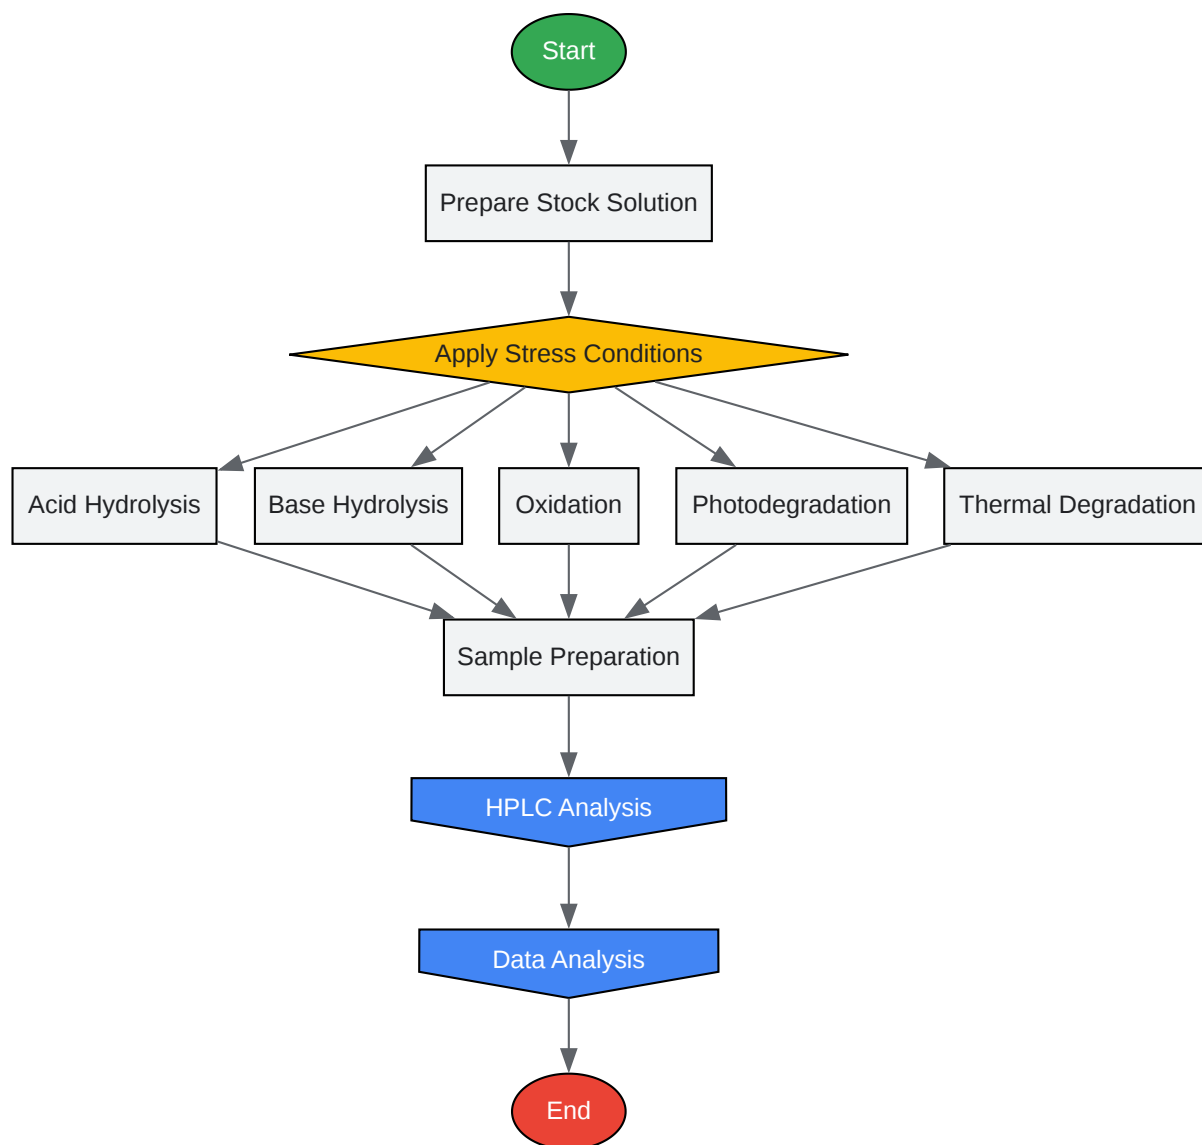 Start
Prepare Stock Solution
Apply Stress Conditions
Acid Hydrolysis
Base Hydrolysis
Oxidation
Photodegradation
Thermal Degradation
Sample Preparation
HPLC Analysis
Data Analysis
End